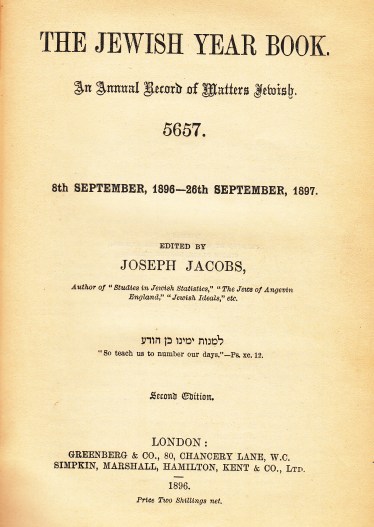 THE JEWISH YEAR BOOK.
An Annual Record of Matters Jewish.
5657.
8th SEPTEMBER, 1896—26th SEPTEMBER, 1897.
EDITED BY
JOSEPH JACOBS,
Author of "Studies in Jewish Statistics," "The Jews of Angevin
England," "Jewish Ideals," etc.
למנות ימינו כן הודע
"So teach us to number our days."—Ps. xc. 12.
Second Edition.
LONDON:
GREENBERG & CO., 80, CHANCERY LANE, W.C.
SIMPKIN, MARSHALL, HAMILTON, KENT & CO., LTD.
1896.
Price Two Shillings net.